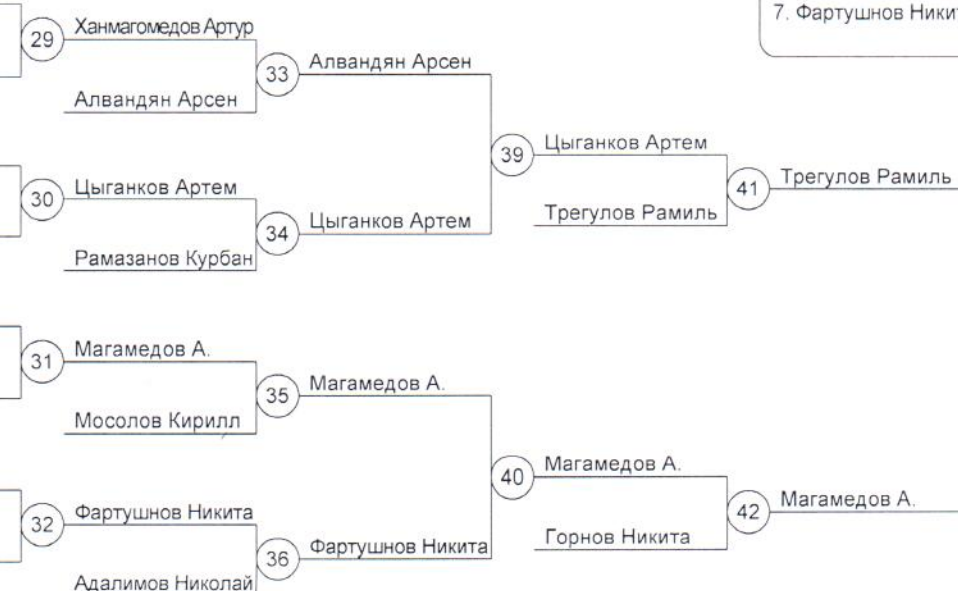 7. Фартушнов Никит
29 Ханмагомедов Артур
33 Алвандян Арсен
Алвандян Арсен
39 Цыганков Артем
41 Трегулов Рамиль
30 Цыганков Артем
34 Цыганков Артем
Трегулов Рамиль
Рамазанов Курбан
31 Магамедов А.
35 Магамедов А.
Мосолов Кирилл
40 Магамедов А.
42 Магамедов А.
32 Фартушнов Никита
36 Фартушнов Никита
Горнов Никита
Адалимов Николай